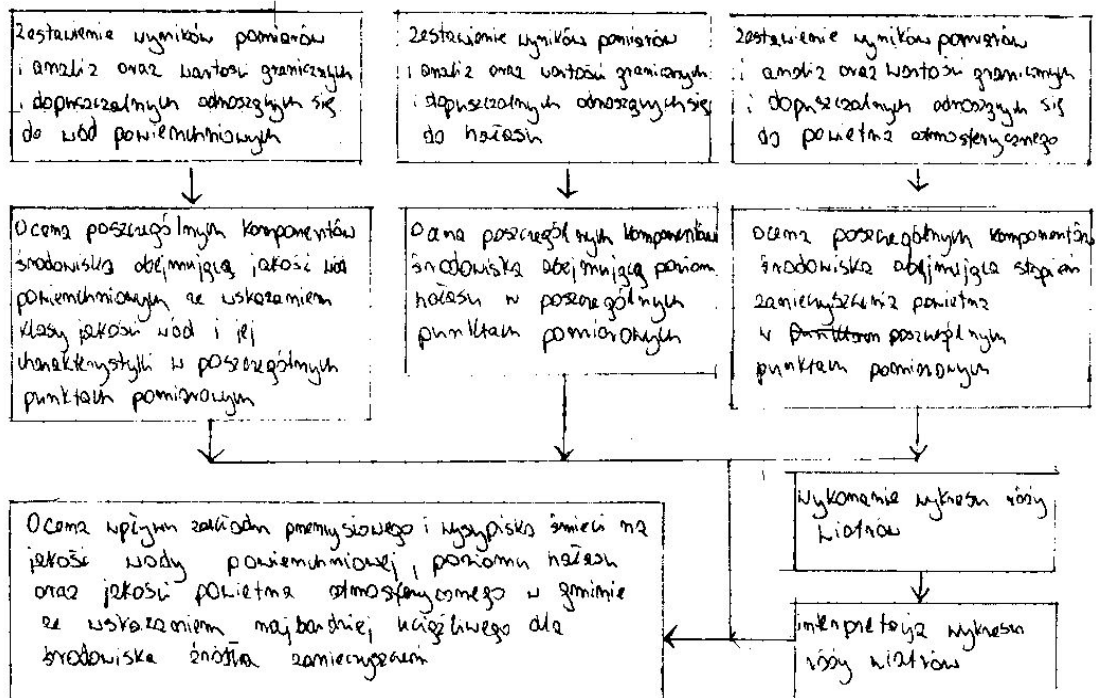 Zestawienie wyników pomiarów
i analiz oraz wartości granicznych
i dopuszczalnych odnoszących się
do wód powierzchniowych
Zestawienie wyników pomiarów
i analiz oraz wartości granicznych
i dopuszczalnych odnoszących się
do hałasu
Zestawienie wyników pomiarów
i analiz oraz wartości granicznych
i dopuszczalnych odnoszących się
do powietrza atmosferycznego
Ocena poszczególnych komponentów
środowiska obejmująca jakość wód
powierzchniowych ze wskazaniem
klasy jakości wód i jej
charakterystyki w poszczególnych
punktach pomiarowych
Ocena poszczególnych komponentów
środowiska obejmująca poziom
hałasu w poszczególnych
punktach pomiarowych
Ocena poszczególnych komponentów
środowiska obejmująca stopień
zanieczyszczenia powietrza
w poszczególnym
punktach pomiarowych
Wykonanie wykresu róży
wiatrów
Ocena wpływu zakładu przemysłowego i wysypiska śmieci na
jakość wody powierzchniowej, poziomu hałasu
oraz jakości powietrza atmosferycznego w gminie
ze wskazaniem najbardziej uciążliwego dla
środowiska źródła zanieczyszczeń
interpretacja wykresu
róży wiatrów